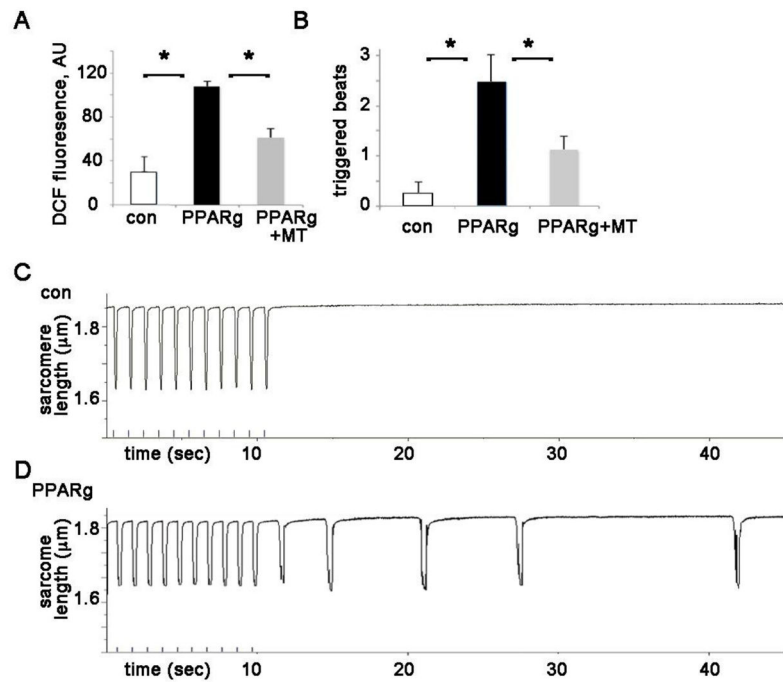 A
DCF fluoresence, AU
120
80
40
0
*
*
con
PPARg
PPARg
+MT
B
triggered beats
3
2
1
0
*
*
con
PPARg
PPARg+MT
C
con
sarcomere
length (μm)
1.8
1.6
time (sec)
10
20
30
40
D
PPARg
sarcome
length (μm)
1.8
1.6
time (sec)
10
20
30
40